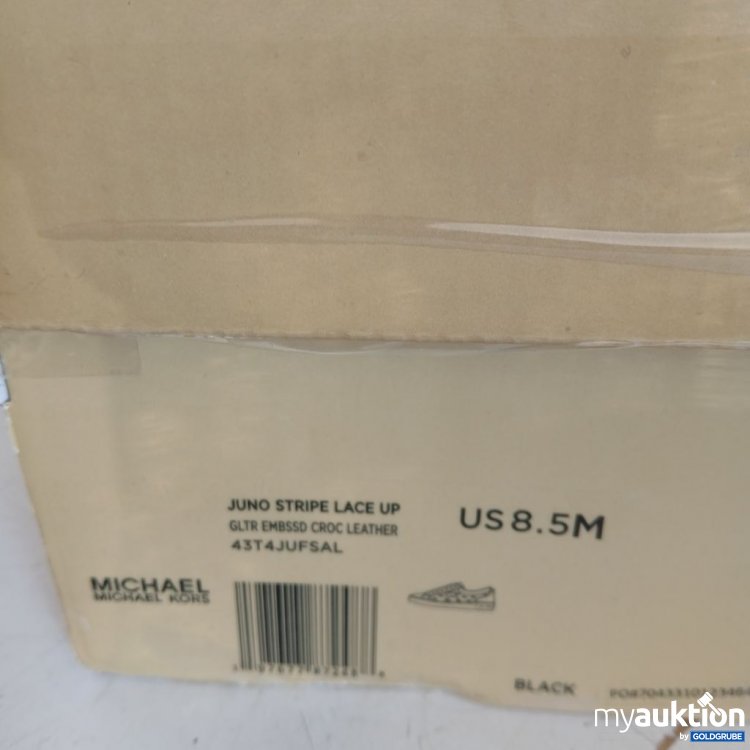 JUNO STRIPE LACE UP
GLTR EMBSSD CROC LEATHER
43T4JUFSAL
US 8.5M
MICHAEL
MICHAEL KORS
BLACK
myauktion
by GOLDGRUBE